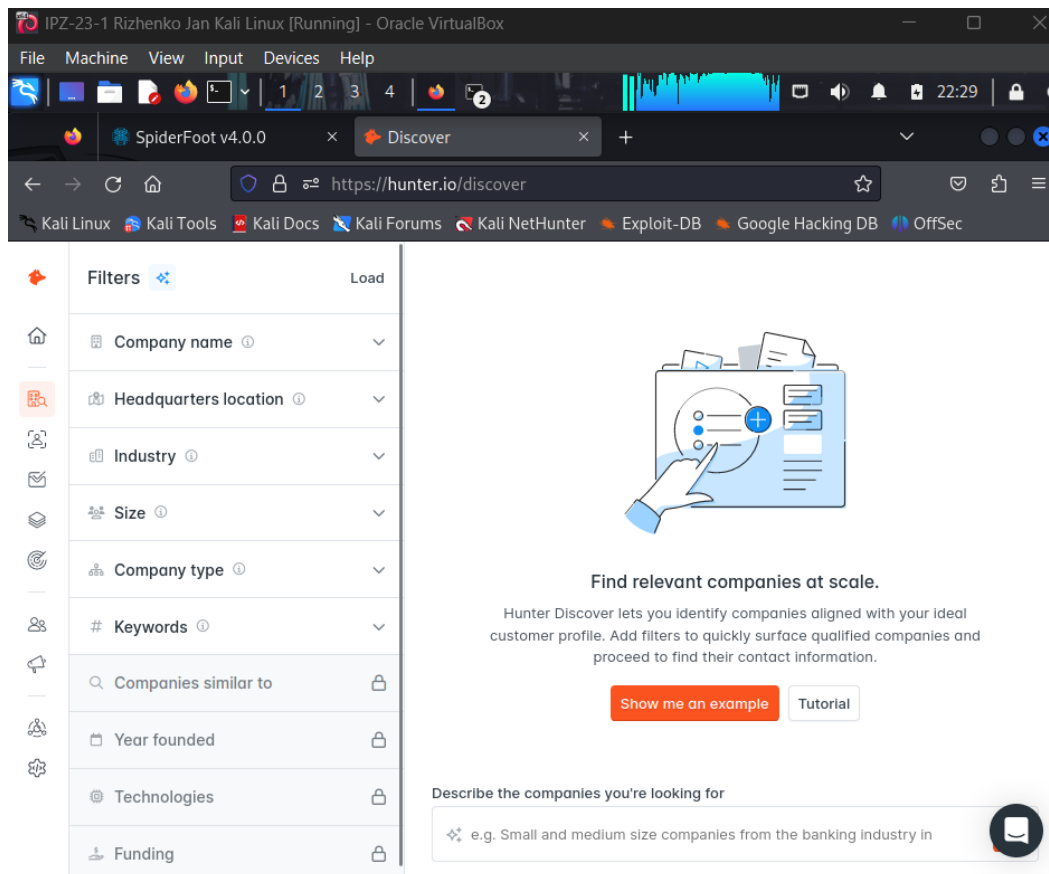 IPZ-23-1 Rizhenko Jan Kali Linux [Running] - Oracle VirtualBox
File Machine View Input Devices Help
1 2 3 4 2 22:29
SpiderFoot v4.0.0 Discover
https://hunter.io/discover
Kali Linux Kali Tools Kali Docs Kali Forums Kali NetHunter Exploit-DB Google Hacking DB OffSec
Filters Load
Company name
Headquarters location
Industry
Size
Company type
Keywords
Companies similar to
Year founded
Technologies
Funding
Find relevant companies at scale.
Hunter Discover lets you identify companies aligned with your ideal
customer profile. Add filters to quickly surface qualified companies and
proceed to find their contact information.
Show me an example Tutorial
Describe the companies you're looking for
e.g. Small and medium size companies from the banking industry in